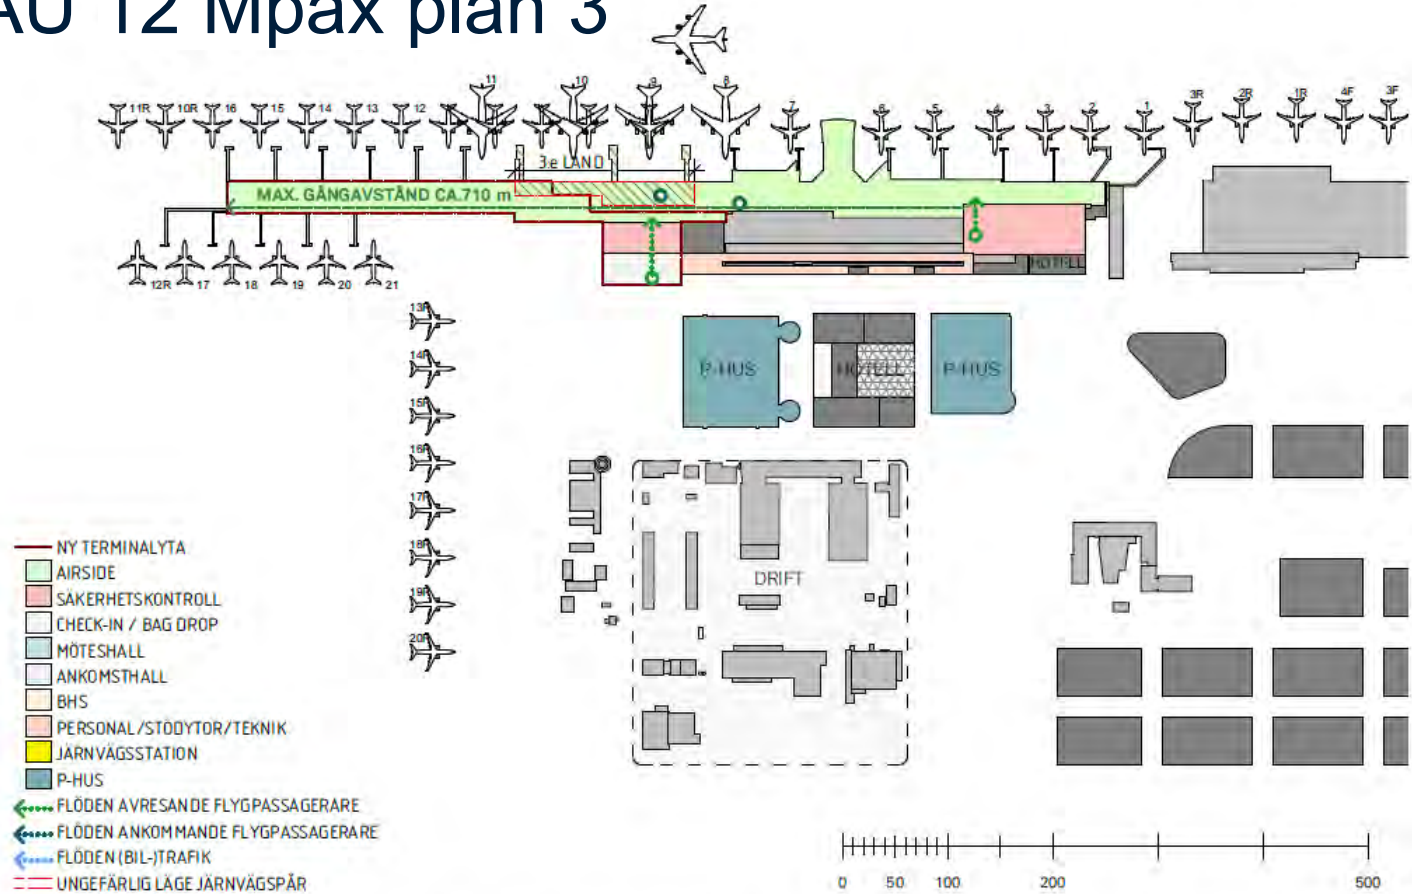 AU 12 Mpax plan 3
11 10 9 8
11R 10R 16 15 14 13 12 7 6 5 4 3 2 1 3R 2R 1R 4F 3F
3:e LAND
MAX. GÅNGAVSTÅND CA.710 m
HOTELL
12R 17 18 19 20 21
13R
14R
P-HUS HOTELL P-HUS
15R
16R
17R
18R
DRIFT
19R
20R
NY TERMINALYTA
AIRSIDE
SÄKERHETSKONTROLL
CHECK-IN / BAG DROP
MÖTESHALL
ANKOMSTHALL
BHS
PERSONAL/STÖDYTOR/TEKNIK
JÄRNVÄGSSTATION
P-HUS
FLÖDEN AVRESANDE FLYGPASSAGERARE
FLÖDEN ANKOMMANDE FLYGPASSAGERARE
FLÖDEN (BIL-)TRAFIK
UNGEFÄRLIG LÄGE JÄRNVÄGSPÅR
0 50 100 200 500